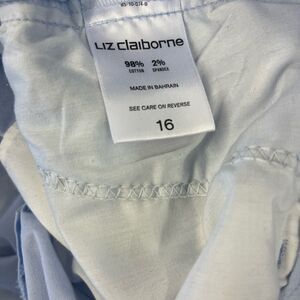 LIZ claiborne
98% 2%
COTTON SPANDEX
MADE IN BAHRAIN
SEE CARE ON REVERSE
16